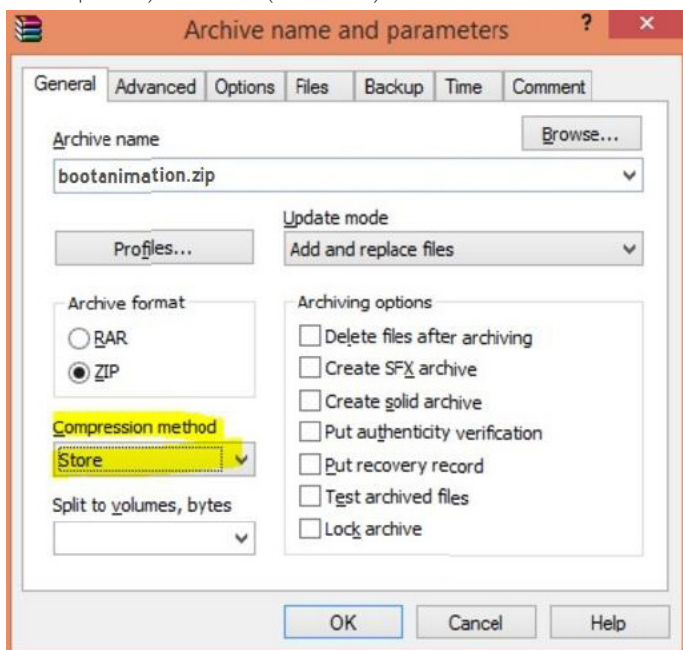 Archive name and parameters ?
General Advanced Options Files Backup Time Comment
Archive name
Browse...
bootanimation.zip
Update mode
Profiles...
Add and replace files
Archive format
RAR
ZIP
Compression method
Store
Split to volumes, bytes
Archiving options
Delete files after archiving
Create SFX archive
Create solid archive
Put authenticity verification
Put recovery record
Test archived files
Lock archive
OK Cancel Help